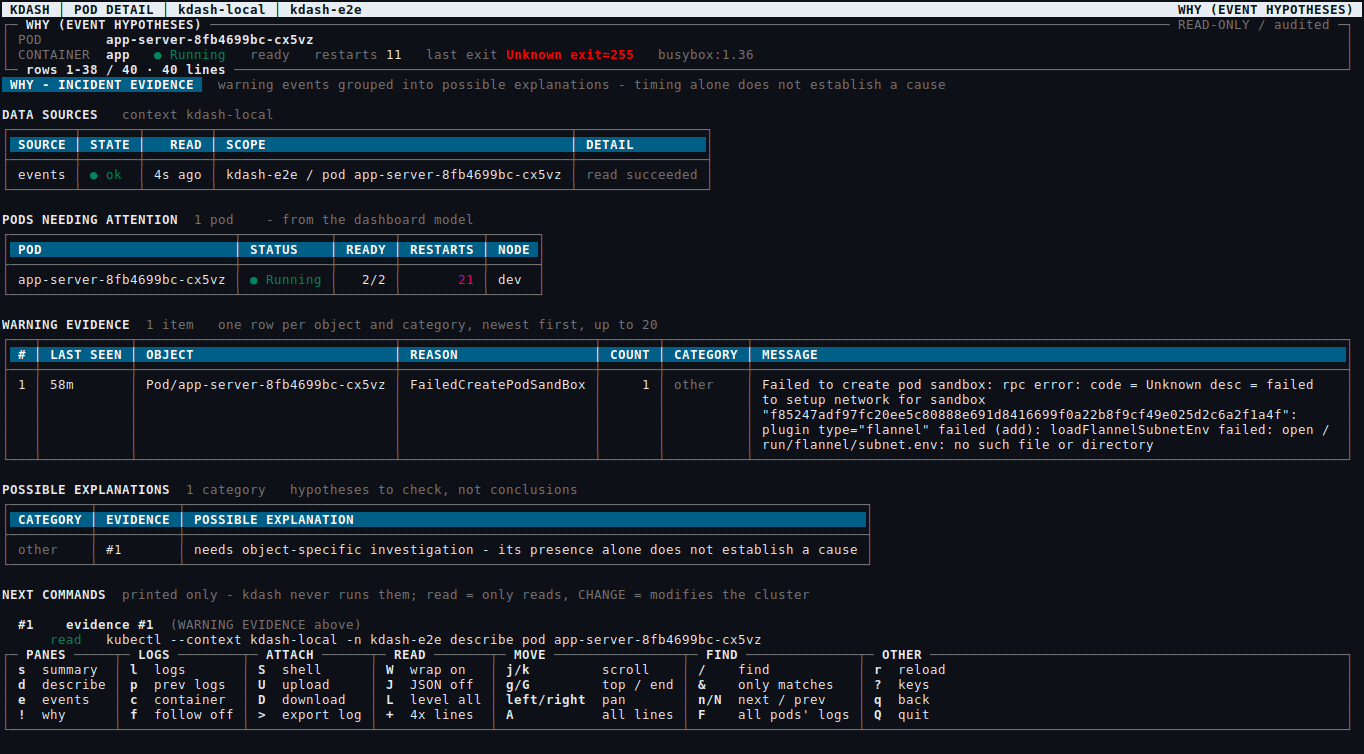 KDASH │ POD DETAIL │ kdash-local │ kdash-e2e WHY (EVENT HYPOTHESES)
WHY (EVENT HYPOTHESES) READ-ONLY / audited
POD app-server-8fb4699bc-cx5vz
CONTAINER app ● Running ready restarts 11 last exit Unknown exit=255 busybox:1.36
rows 1-38 / 40 · 40 lines
WHY - INCIDENT EVIDENCE warning events grouped into possible explanations - timing alone does not establish a cause
DATA SOURCES context kdash-local
SOURCE │ STATE │ READ │ SCOPE │ DETAIL
events │ ● ok │ 4s ago │ kdash-e2e / pod app-server-8fb4699bc-cx5vz │ read succeeded
PODS NEEDING ATTENTION 1 pod - from the dashboard model
POD │ STATUS │ READY │ RESTARTS │ NODE
app-server-8fb4699bc-cx5vz │ ● Running │ 2/2 │ 21 │ dev
WARNING EVIDENCE 1 item one row per object and category, newest first, up to 20
# │ LAST SEEN │ OBJECT │ REASON │ COUNT │ CATEGORY │ MESSAGE
1 │ 58m │ Pod/app-server-8fb4699bc-cx5vz │ FailedCreatePodSandBox │ 1 │ other │ Failed to create pod sandbox: rpc error: code = Unknown desc = failed
to setup network for sandbox
"f85247adf97fc20ee5c80888e691d8416699f0a22b8f9cf49e025d2c6a2f1a4f":
plugin type="flannel" failed (add): loadFlannelSubnetEnv failed: open /
run/flannel/subnet.env: no such file or directory
POSSIBLE EXPLANATIONS 1 category hypotheses to check, not conclusions
CATEGORY │ EVIDENCE │ POSSIBLE EXPLANATION
other │ #1 │ needs object-specific investigation - its presence alone does not establish a cause
NEXT COMMANDS printed only - kdash never runs them; read = only reads, CHANGE = modifies the cluster
#1 evidence #1 (WARNING EVIDENCE above)
read kubectl --context kdash-local -n kdash-e2e describe pod app-server-8fb4699bc-cx5vz
PANES LOGS ATTACH READ MOVE FIND OTHER
s summary │ l logs │ S shell │ W wrap on │ j/k scroll │ / find │ r reload
d describe │ p prev logs │ U upload │ J JSON off │ g/G top / end │ & only matches │ ? keys
e events │ c container │ D download │ L level all │ left/right pan │ n/N next / prev │ q back
! why │ f follow off │ > export log │ + 4x lines │ A all lines │ F all pods' logs │ Q quit